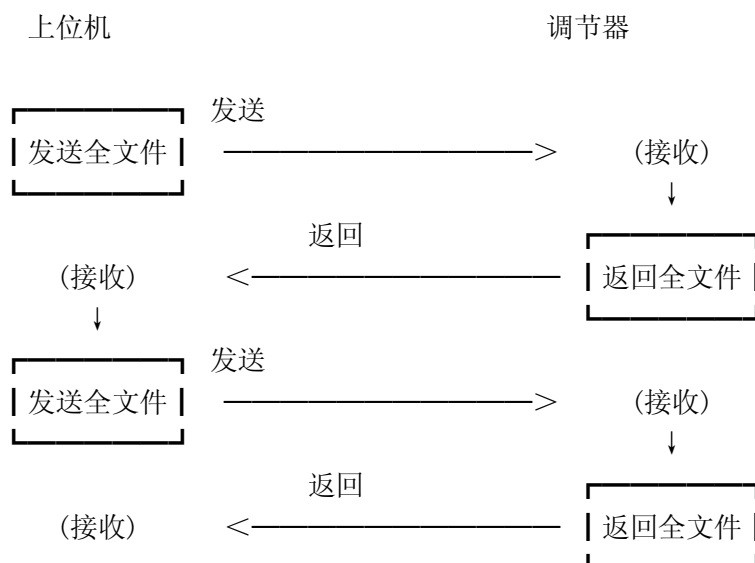 上位机 调节器
发送
发送全文件 (接收)
返回
(接收) 返回全文件
发送
发送全文件 (接收)
返回
(接收) 返回全文件